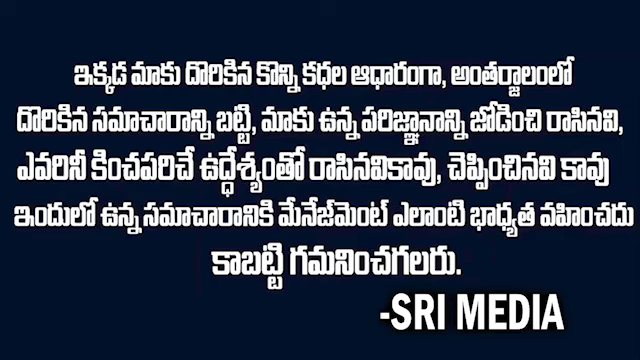 ఇక్కడ మాకు దొరికిన కొన్ని కధల ఆధారంగా, అంతర్జాలంలో
దొరికిన సమాచారాన్ని బట్టి, మాకు ఉన్న పరిజ్ఞానాన్ని జోడించి రాసినవి,
ఎవరినీ కించపరిచే ఉద్ధేశ్యంతో రాసినవికావు, చెప్పించినవి కావు
ఇందులో ఉన్న సమాచారానికి మేనేజ్‌మెంట్ ఎలాంటి భాధ్యత వహించదు
కాబట్టి గమనించగలరు.
-SRI MEDIA